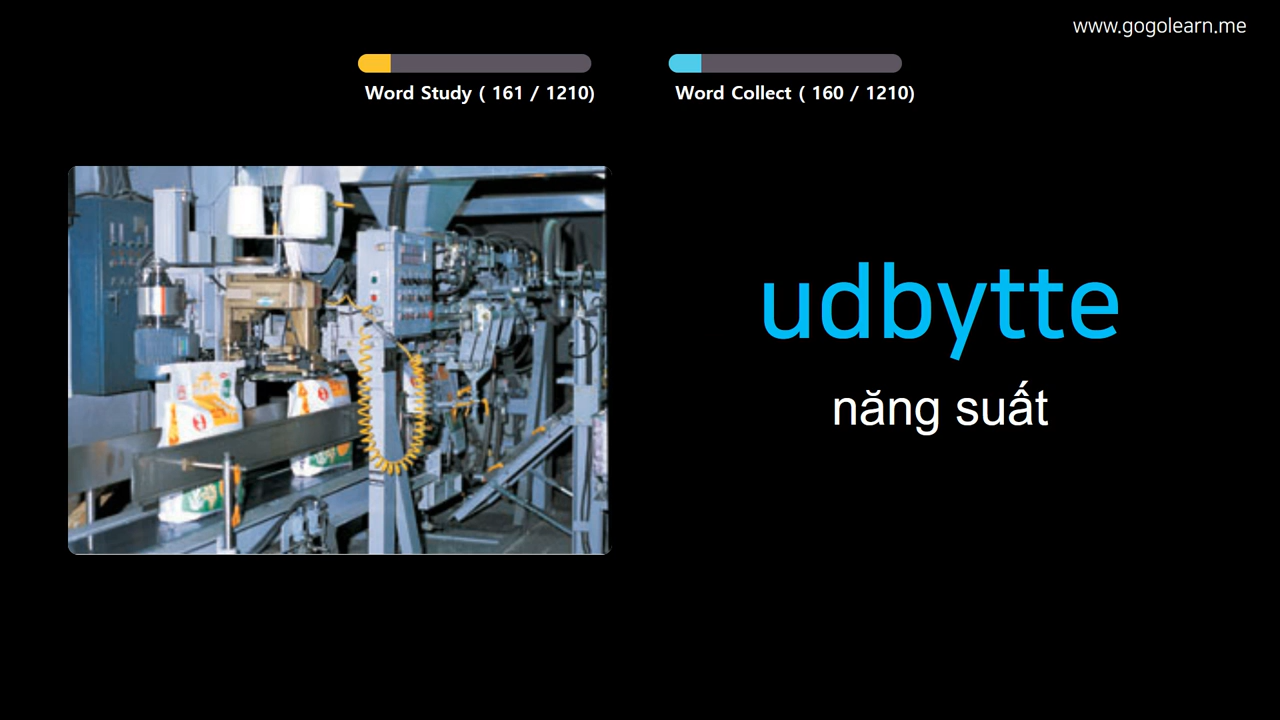 www.gogolearn.me
Word Study ( 161 / 1210)
Word Collect ( 160 / 1210)
udbytte
năng suất